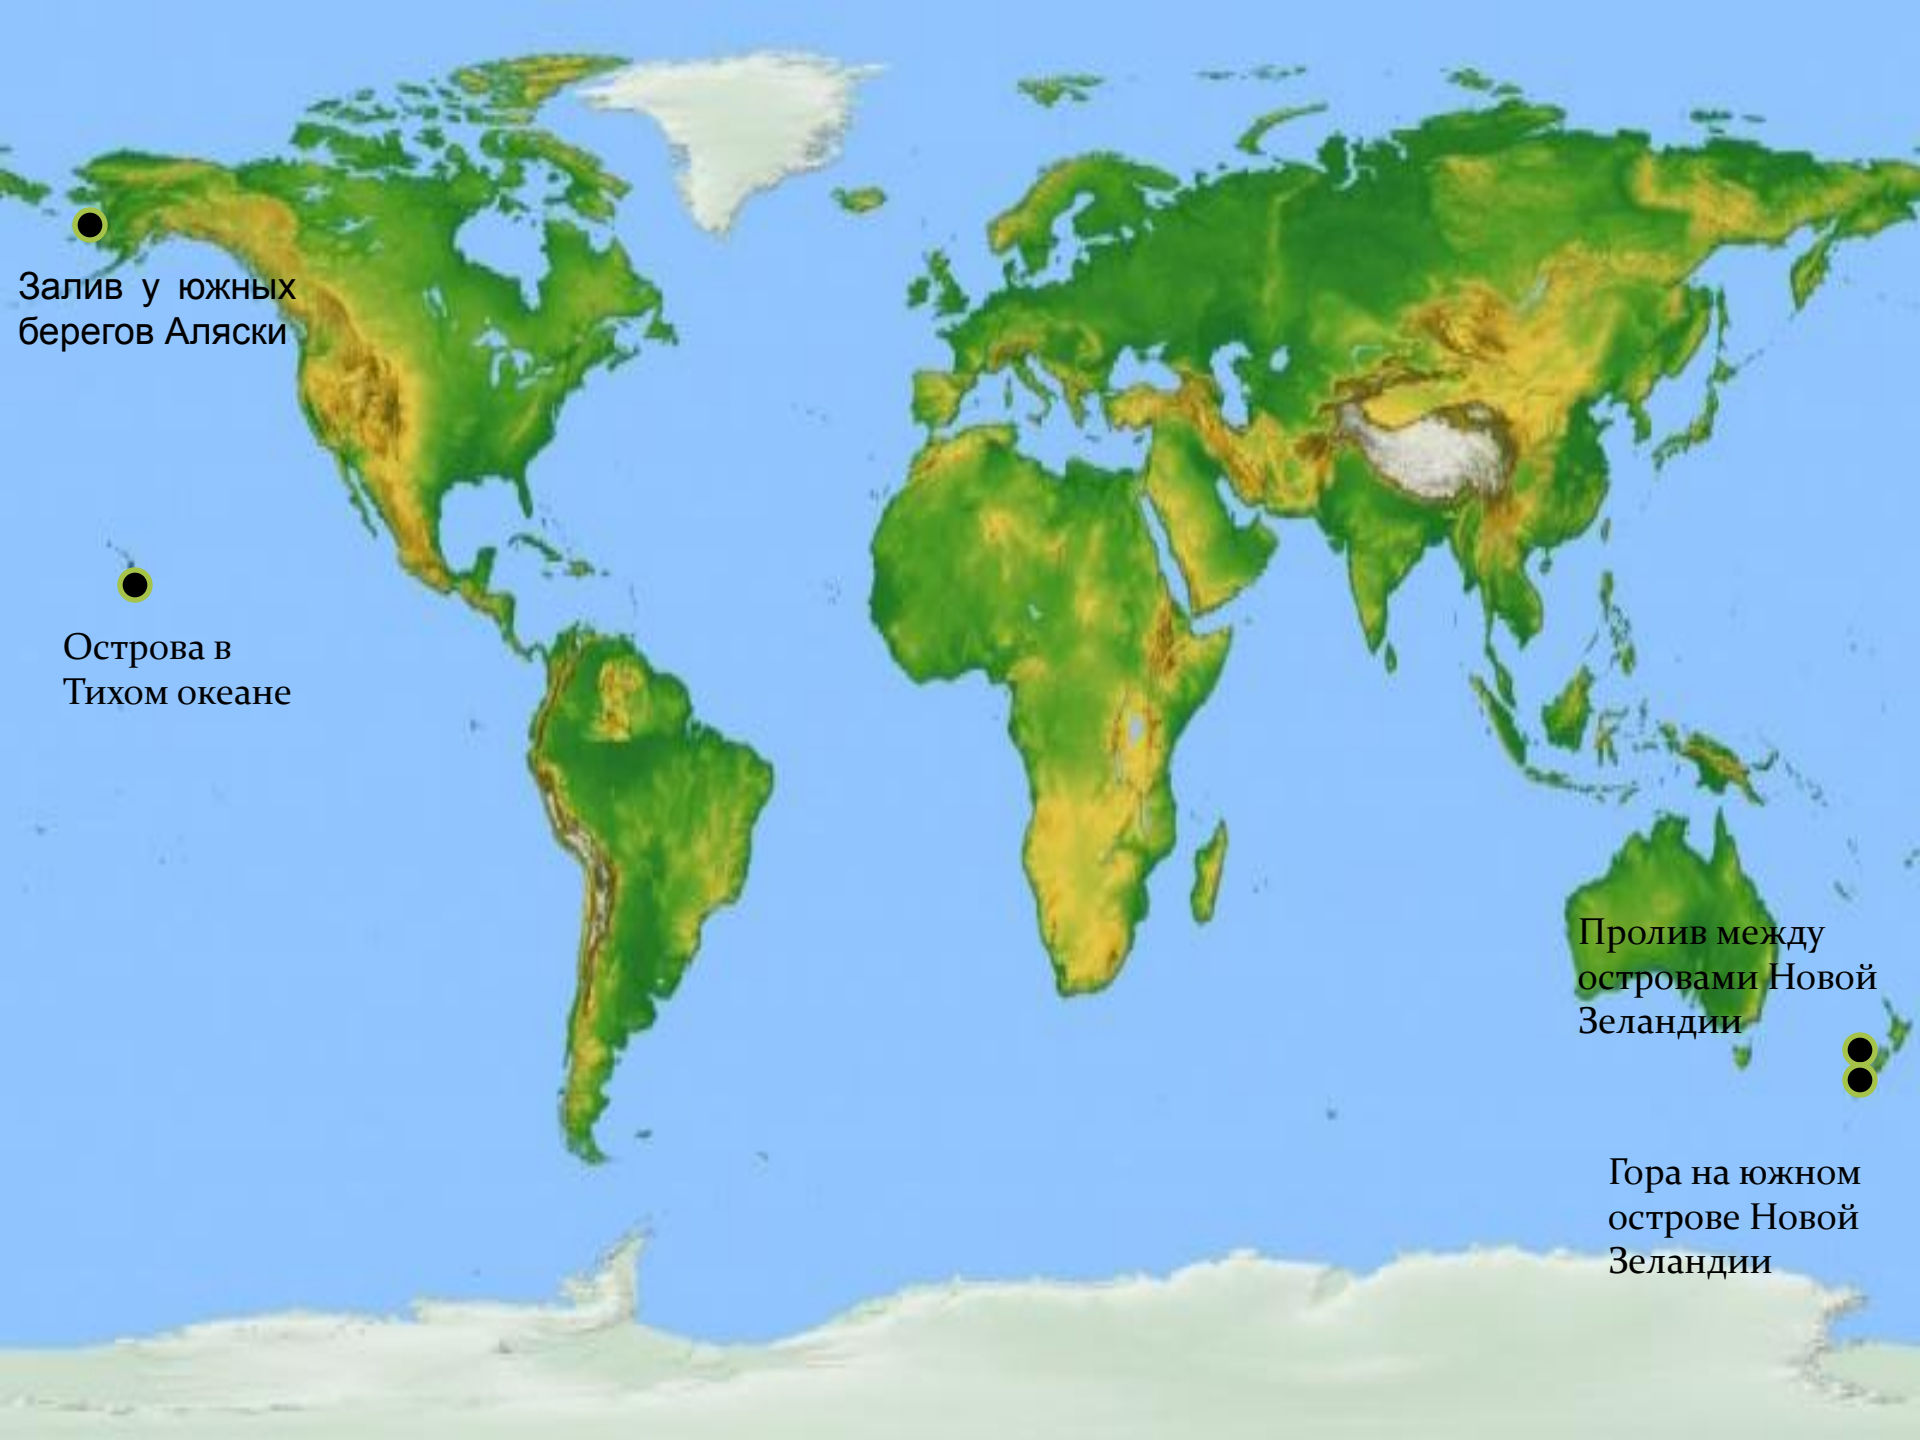 Залив у южных
берегов Аляски
Острова в
Тихом океане
Пролив между
островами Новой
Зеландии
Гора на южном
острове Новой
Зеландии